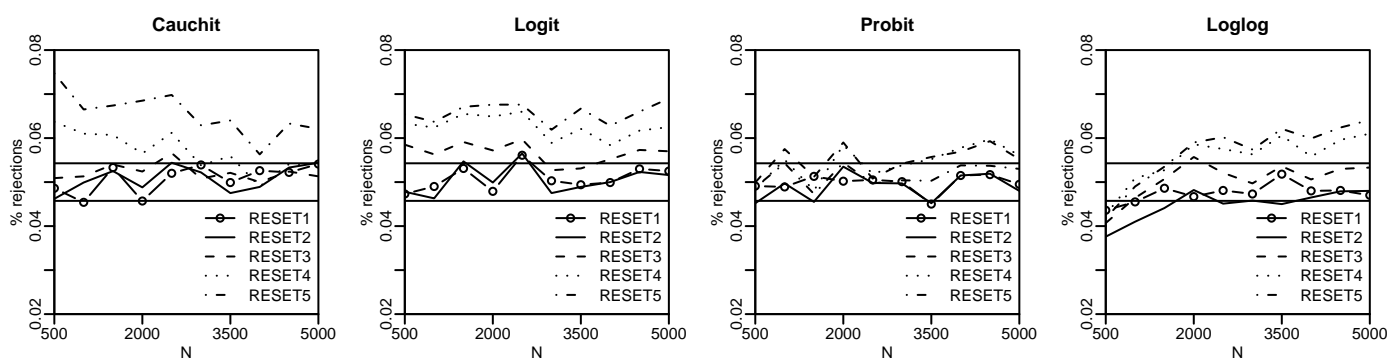 Cauchit
% rejections
0.08
0.06
0.04
0.02
RESET1
RESET2
RESET3
RESET4
RESET5
500
2000
3500
5000
N
Logit
% rejections
0.08
0.06
0.04
0.02
RESET1
RESET2
RESET3
RESET4
RESET5
500
2000
3500
5000
N
Probit
% rejections
0.08
0.06
0.04
0.02
RESET1
RESET2
RESET3
RESET4
RESET5
500
2000
3500
5000
N
Loglog
% rejections
0.08
0.06
0.04
0.02
RESET1
RESET2
RESET3
RESET4
RESET5
500
2000
3500
5000
N